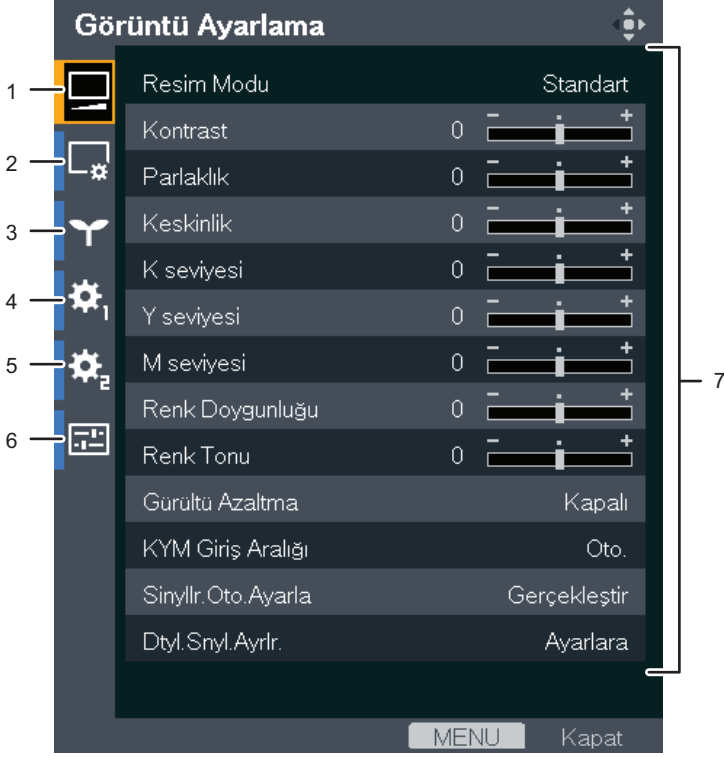 Görüntü Ayarlama
1
2
3
4
5
6
7
Resim Modu Standart
Kontrast 0 - +
Parlaklık 0 - +
Keskinlik 0 - +
K seviyesi 0 - +
Y seviyesi 0 - +
M seviyesi 0 - +
Renk Doygunluğu 0 - +
Renk Tonu 0 - +
Gürültü Azaltma Kapalı
KYM Giriş Aralığı Oto.
Sinyllr.Oto.Ayarla Gerçekleştir
Dtyl.Snyl.Ayrlr. Ayarlara
MENU Kapat